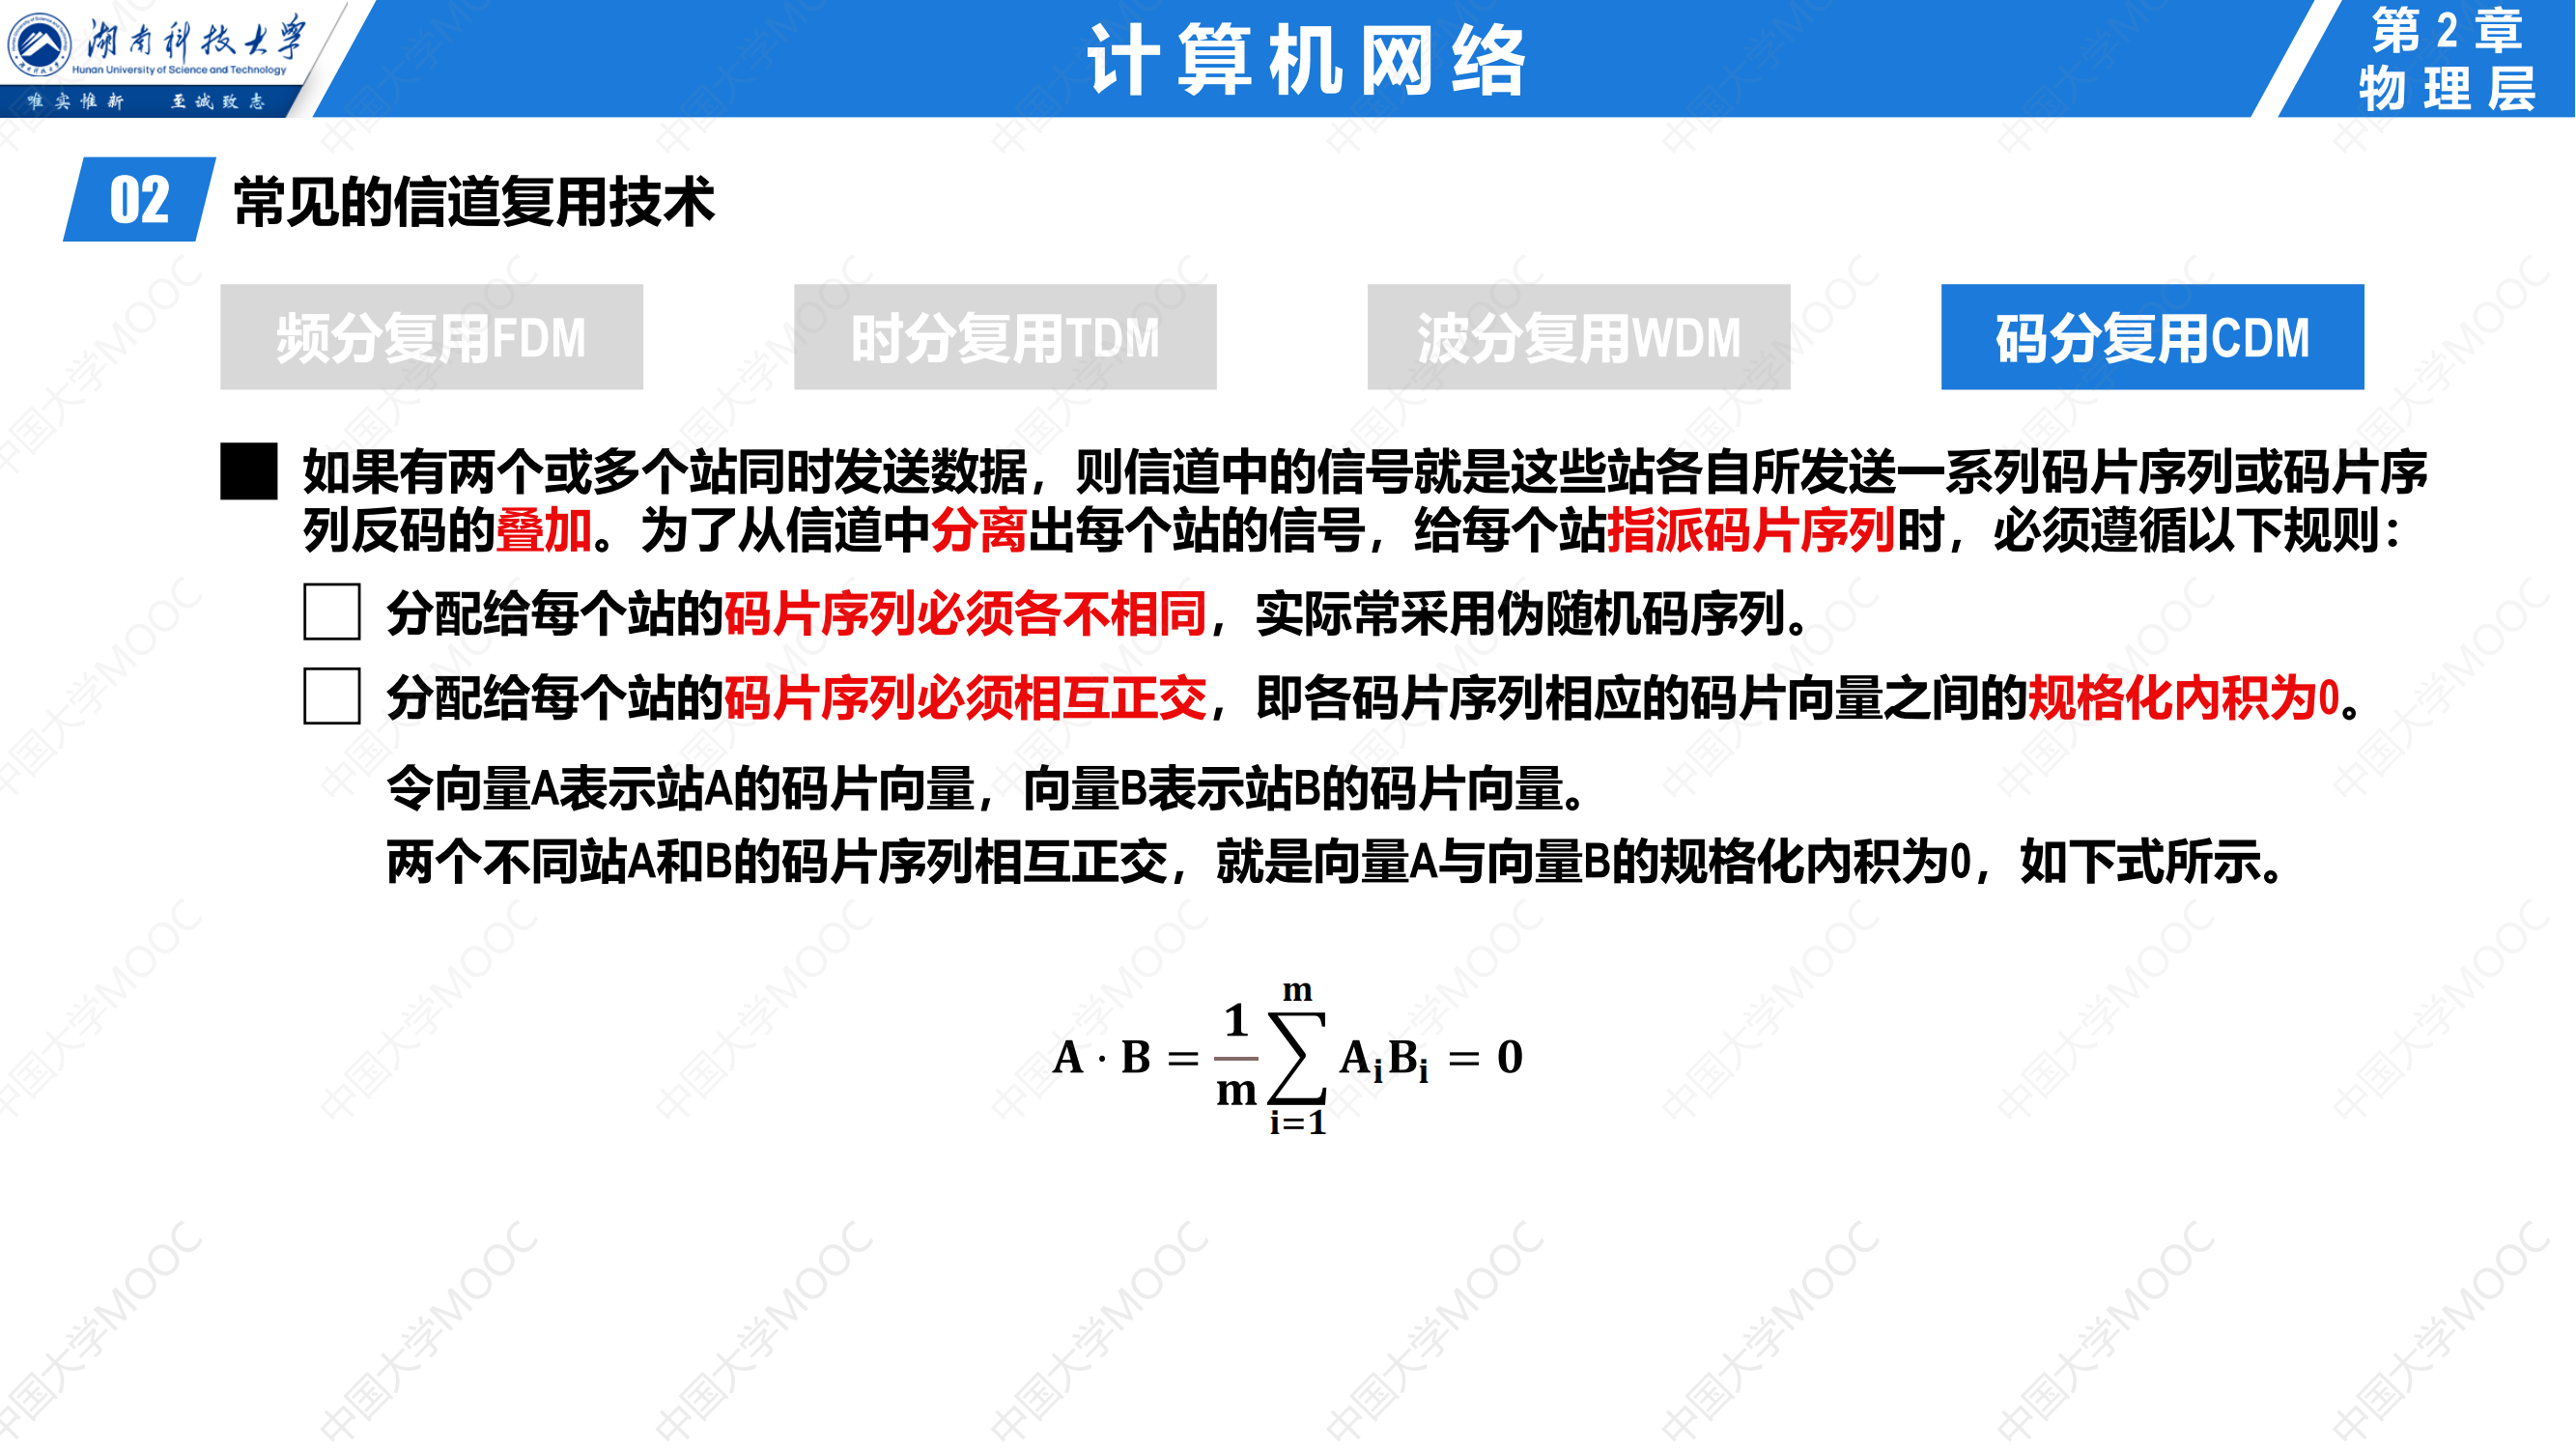 湖南科技大学
Hunan University of Science and Technology
唯实惟新 至诚致志
计算机网络
第2章
物理层
02 常见的信道复用技术
频分复用FDM 时分复用TDM 波分复用WDM 码分复用CDM
如果有两个或多个站同时发送数据，则信道中的信号就是这些站各自所发送一系列码片序列或码片序
列反码的叠加。为了从信道中分离出每个站的信号，给每个站指派码片序列时，必须遵循以下规则：
分配给每个站的码片序列必须各不相同，实际常采用伪随机码序列。
分配给每个站的码片序列必须相互正交，即各码片序列相应的码片向量之间的规格化内积为0。
令向量A表示站A的码片向量，向量B表示站B的码片向量。
两个不同站A和B的码片序列相互正交，就是向量A与向量B的规格化内积为0，如下式所示。
A · B = 1/m ∑_{i=1}^{m} A_i B_i = 0
中国大学MOOC